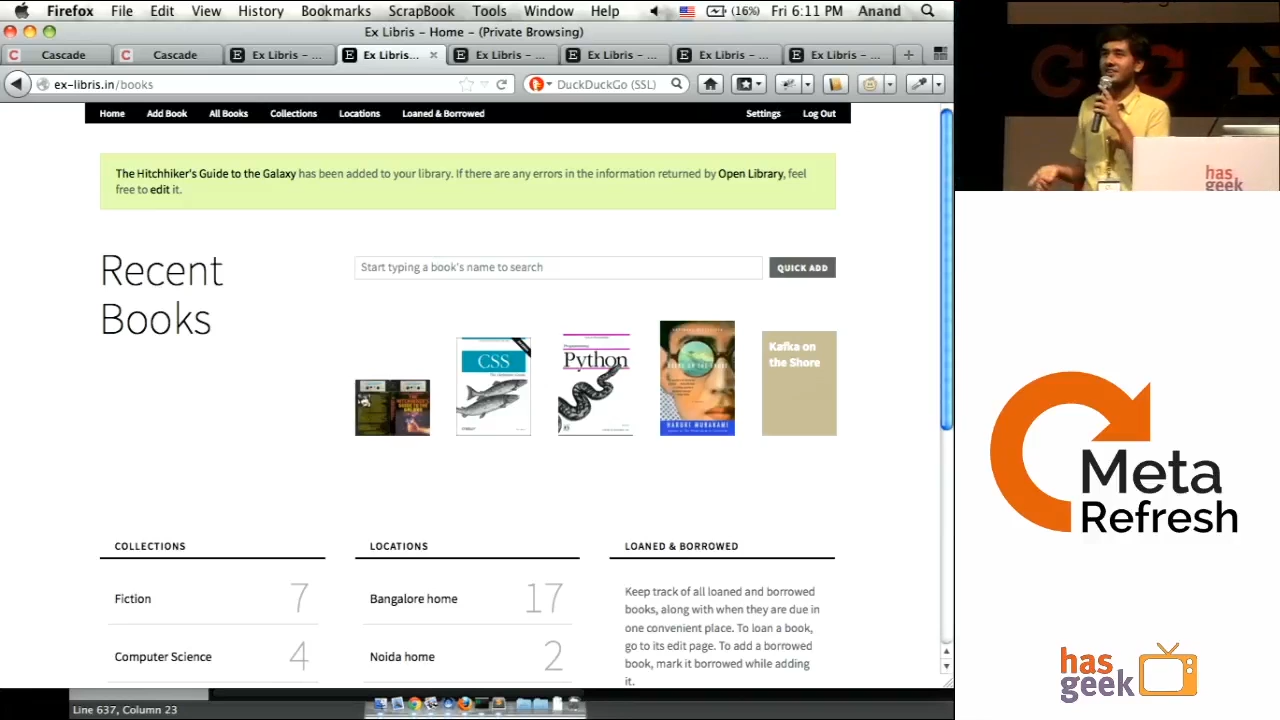 Firefox File Edit View History Bookmarks ScrapBook Tools Window Help (16%) Fri 6:11 PM Anand
Ex Libris – Home – (Private Browsing)
Cascade Cascade Ex Libris – ... Ex Libris... Ex Libris – ... Ex Libris – ... Ex Libris – ... Ex Libris – ...
ex-libris.in/books DuckDuckGo (SSL)
Home Add Book All Books Collections Locations Loaned & Borrowed Settings Log Out
The Hitchhiker's Guide to the Galaxy has been added to your library. If there are any errors in the information returned by Open Library, feel
free to edit it.
Recent
Books
Start typing a book's name to search QUICK ADD
CSS
Python
HARUKI MURAKAMI
Kafka on
the Shore
COLLECTIONS
Fiction 7
Computer Science 4
LOCATIONS
Bangalore home 17
Noida home 2
LOANED & BORROWED
Keep track of all loaned and borrowed
books, along with when they are due in
one convenient place. To loan a book,
go to its edit page. To add a borrowed
book, mark it borrowed while adding
it.
Line 637, Column 23
has
geek
Meta
Refresh
has
geek